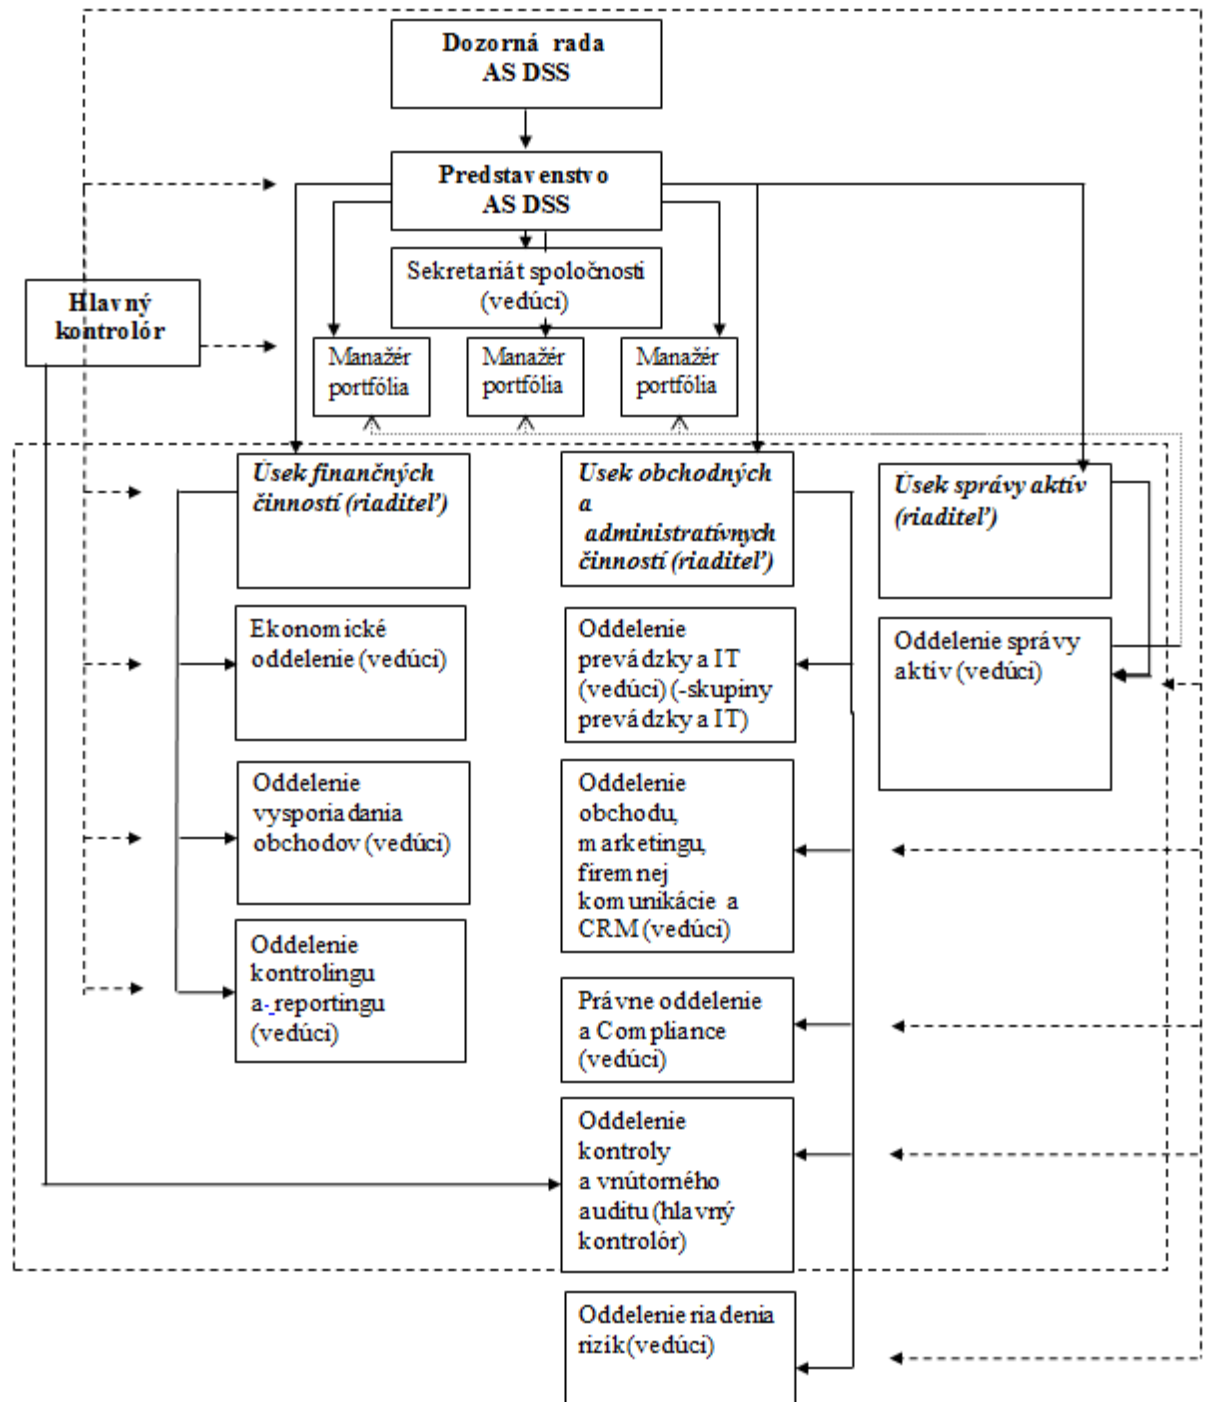 Dozorná rada
AS DSS
Predstavenstvo
AS DSS
Sekretariát spoločnosti
(vedúci)
Hlavný
kontrolór
Manažér
portfólia
Manažér
portfólia
Manažér
portfólia
Úsek finančných
činností (riaditeľ)
Úsek obchodných
a
administratívnych
činností (riaditeľ)
Úsek správy aktív
(riaditeľ)
Ekonomické
oddelenie (vedúci)
Oddelenie
prevádzky a IT
(vedúci) (-skupiny
prevádzky a IT)
Oddelenie správy
aktív (vedúci)
Oddelenie
vysporiadania
obchodov (vedúci)
Oddelenie
obchodu,
marketingu,
firemnej
komunikácie a
CRM (vedúci)
Oddelenie
kontrolingu
a- reportingu
(vedúci)
Právne oddelenie
a Compliance
(vedúci)
Oddelenie
kontroly
a vnútorného
auditu (hlavný
kontrolór)
Oddelenie riadenia
rizík (vedúci)